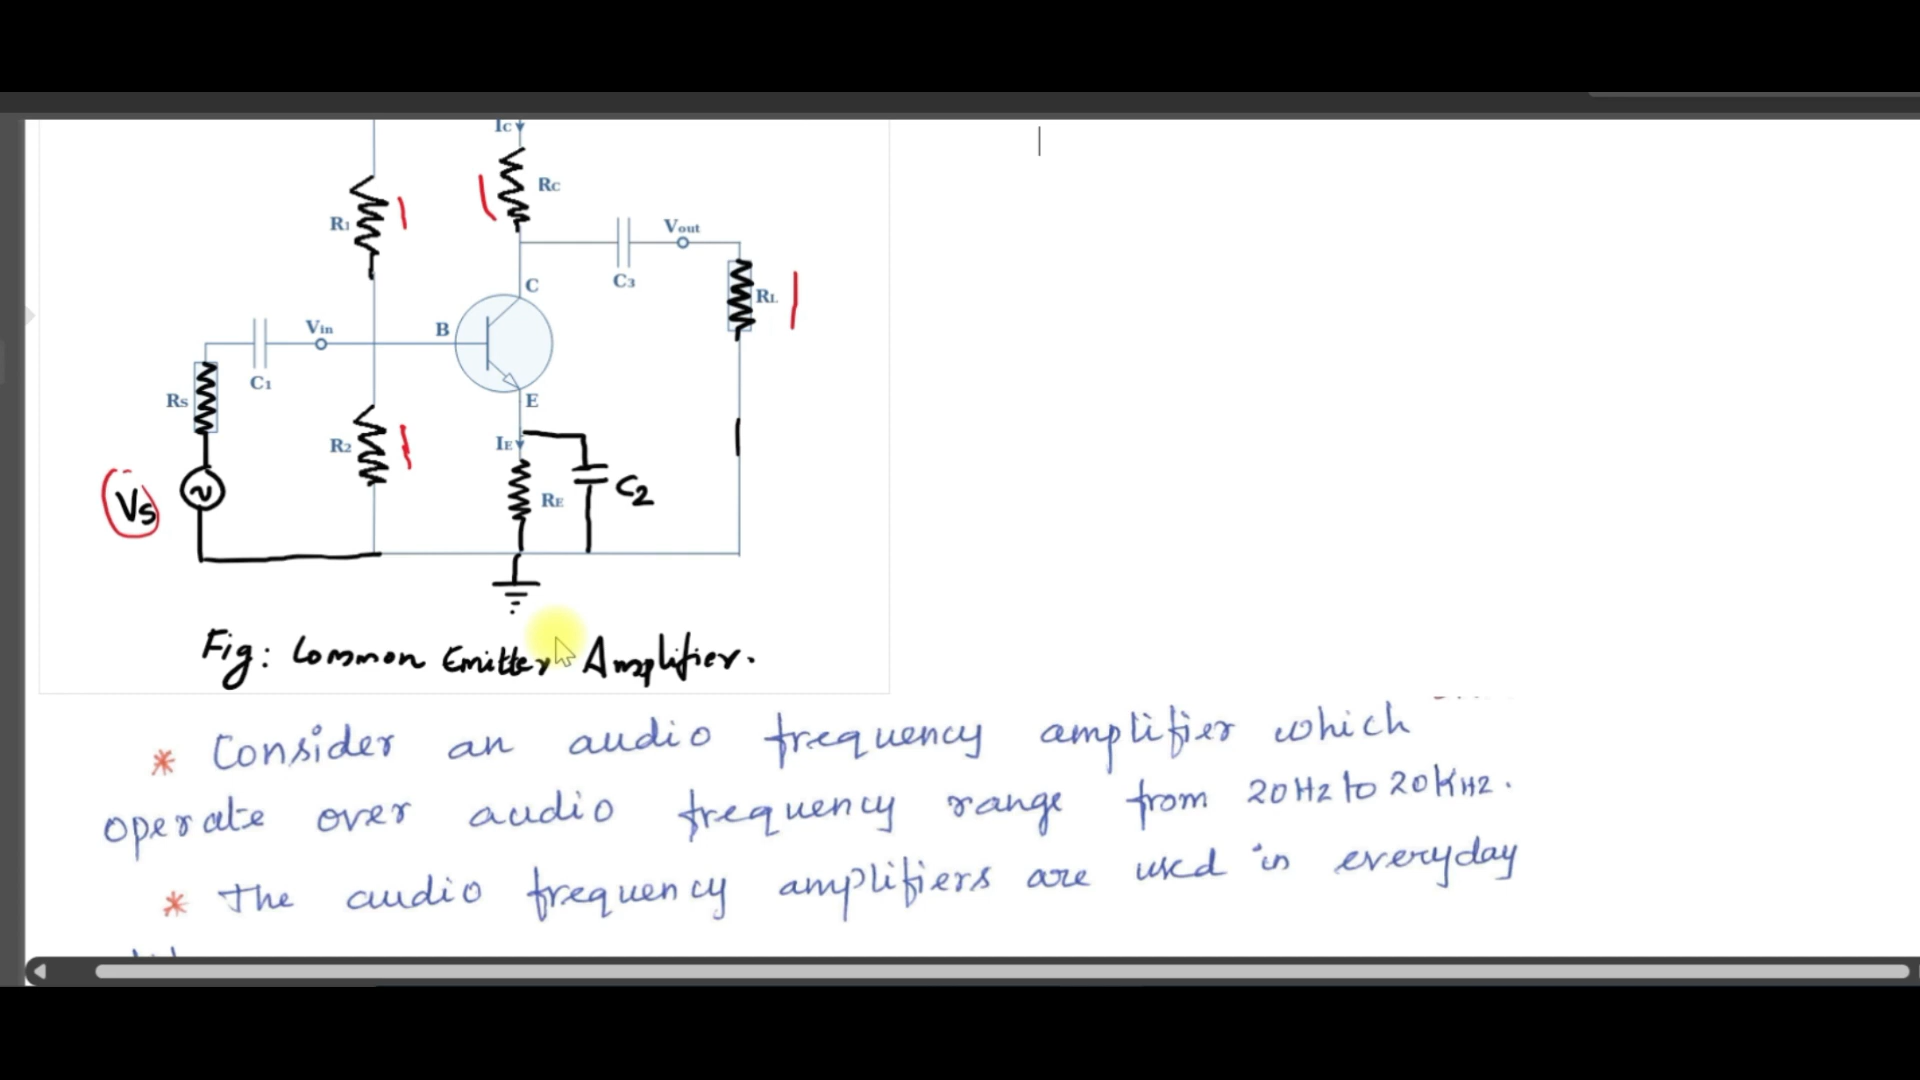 Ic
Rc
R1
Vout
C3
C
RL
Vin
B
C1
Rs
E
R2
IE
RE
C2
Vs
Fig: Common Emitter Amplifier.
* Consider an audio frequency amplifier which
operate over audio frequency range from 20Hz to 20KHz.
* The audio frequency amplifiers are used in everyday